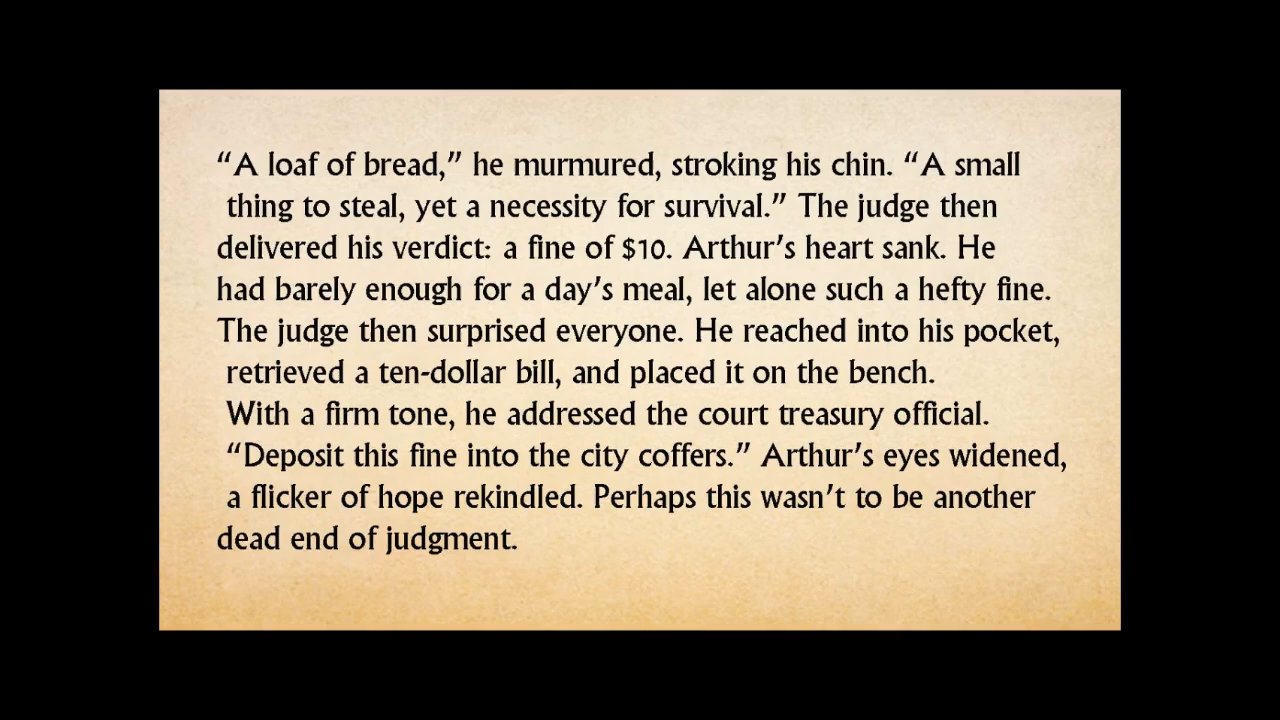 “A loaf of bread,” he murmured, stroking his chin. “A small
thing to steal, yet a necessity for survival.” The judge then
delivered his verdict: a fine of $10. Arthur’s heart sank. He
had barely enough for a day’s meal, let alone such a hefty fine.
The judge then surprised everyone. He reached into his pocket,
retrieved a ten-dollar bill, and placed it on the bench.
With a firm tone, he addressed the court treasury official.
“Deposit this fine into the city coffers.” Arthur’s eyes widened,
a flicker of hope rekindled. Perhaps this wasn’t to be another
dead end of judgment.